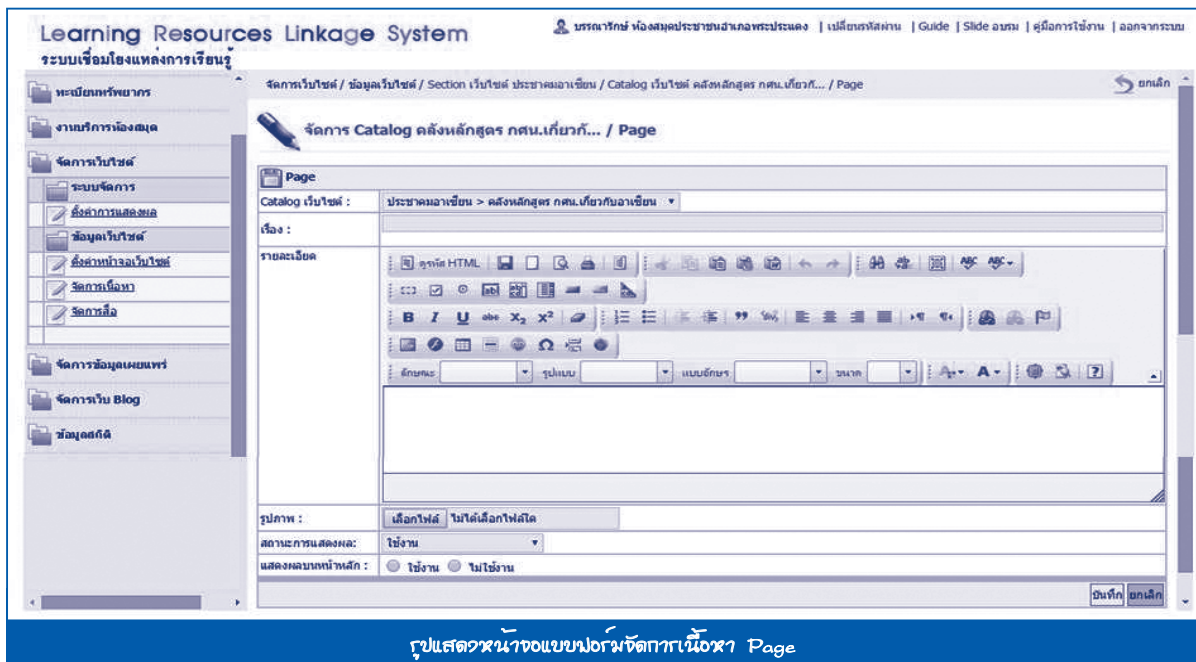 Learning Resources Linkage System
ระบบเชื่อมโยงแหล่งการเรียนรู้
บรรณารักษ์ ห้องสมุดประชาชนอำเภอพระประแดง | เปลี่ยนรหัสผ่าน | Guide | Slide อบรม | คู่มือการใช้งาน | ออกจากระบบ
ทะเบียนทรัพยากร
งานบริการห้องสมุด
จัดการเว็บไซต์
ระบบจัดการ
ตั้งค่าการแสดงผล
ข้อมูลเว็บไซต์
ตั้งค่าหน้าจอเว็บไซต์
จัดการเนื้อหา
จัดการสื่อ
จัดการข้อมูลเผยแพร่
จัดการเว็บ Blog
ข้อมูลสถิติ
จัดการเว็บไซต์ / ข้อมูลเว็บไซต์ / Section เว็บไซต์ ประชาคมอาเซียน / Catalog เว็บไซต์ คลังหลักสูตร กศน.เกี่ยวกั... / Page
ยกเลิก
จัดการ Catalog คลังหลักสูตร กศน.เกี่ยวกั... / Page
Page
Catalog เว็บไซต์ : ประชาคมอาเซียน > คลังหลักสูตร กศน.เกี่ยวกับอาเซียน
เรื่อง :
รายละเอียด
ดูรหัส HTML
B I U abc X₂ X²
ลักษณะ รูปแบบ แบบอักษร ขนาด
รูปภาพ : เลือกไฟล์ ไม่ได้เลือกไฟล์ใด
สถานะการแสดงผล: ใช้งาน
แสดงผลบนหน้าหลัก : ใช้งาน ไม่ใช้งาน
บันทึก ยกเลิก
รูปแสดงหน้าจอแบบฟอร์มจัดการเนื้อหา Page